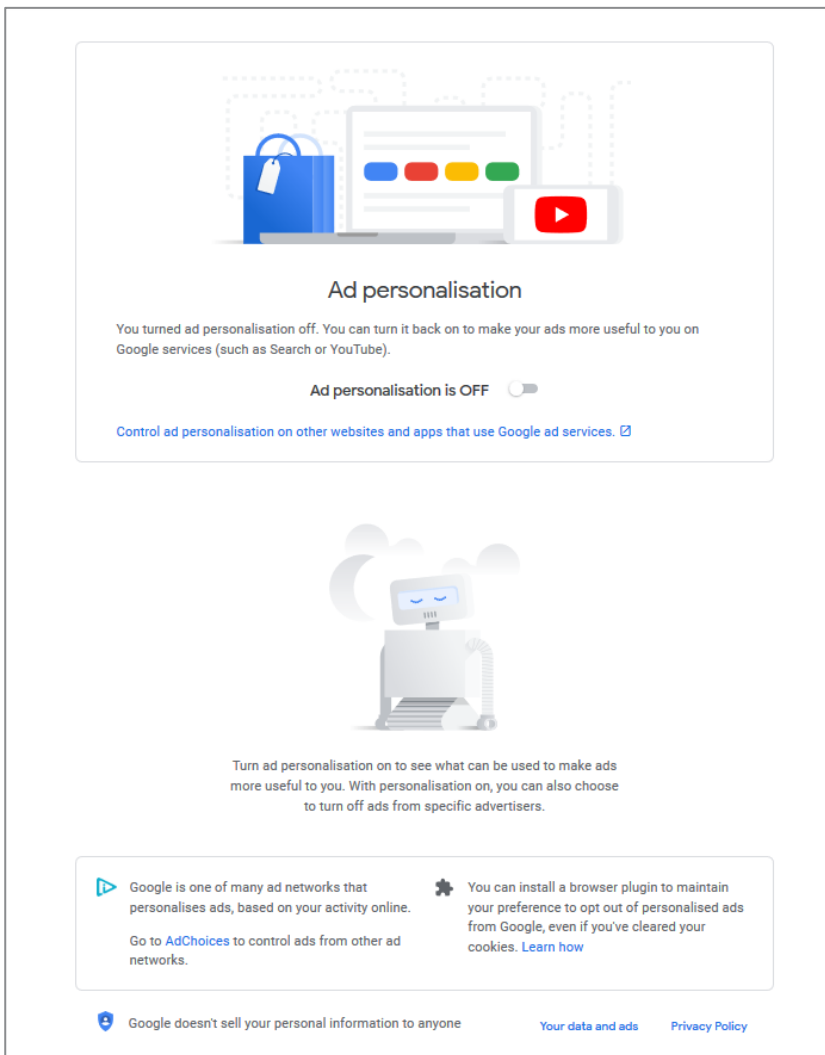 Ad personalisation
You turned ad personalisation off. You can turn it back on to make your ads more useful to you on
Google services (such as Search or YouTube).
Ad personalisation is OFF
Control ad personalisation on other websites and apps that use Google ad services.
Turn ad personalisation on to see what can be used to make ads
more useful to you. With personalisation on, you can also choose
to turn off ads from specific advertisers.
Google is one of many ad networks that
personalises ads, based on your activity online.
Go to AdChoices to control ads from other ad
networks.
You can install a browser plugin to maintain
your preference to opt out of personalised ads
from Google, even if you've cleared your
cookies. Learn how
Google doesn't sell your personal information to anyone
Your data and ads
Privacy Policy